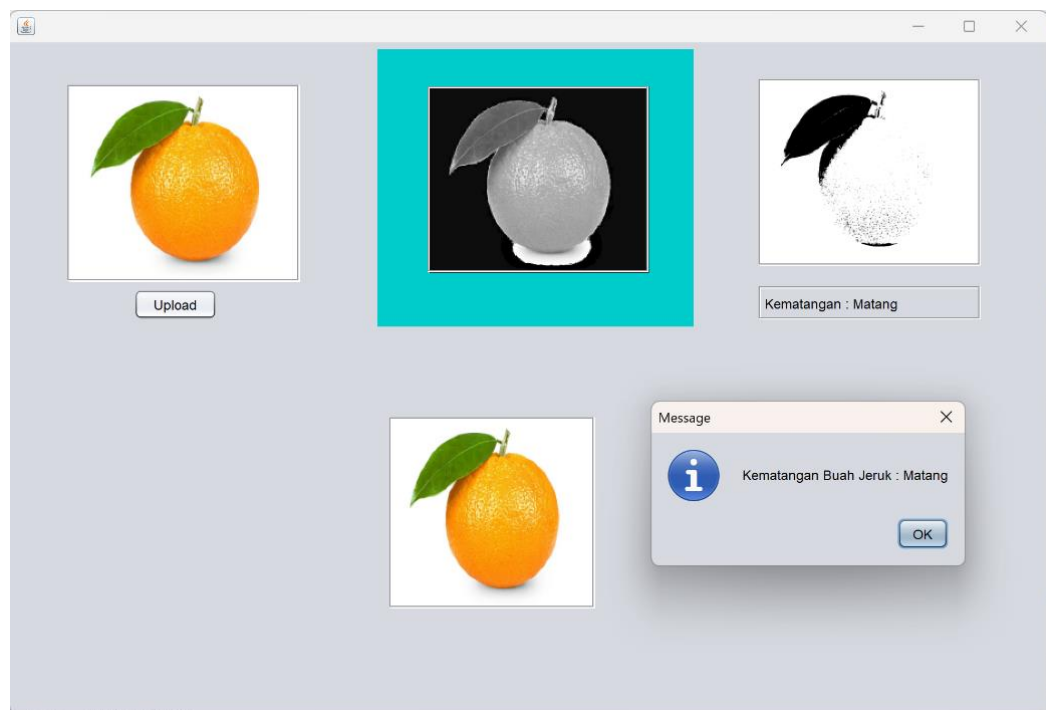 Upload
Kematangan : Matang
Message
Kematangan Buah Jeruk : Matang
OK